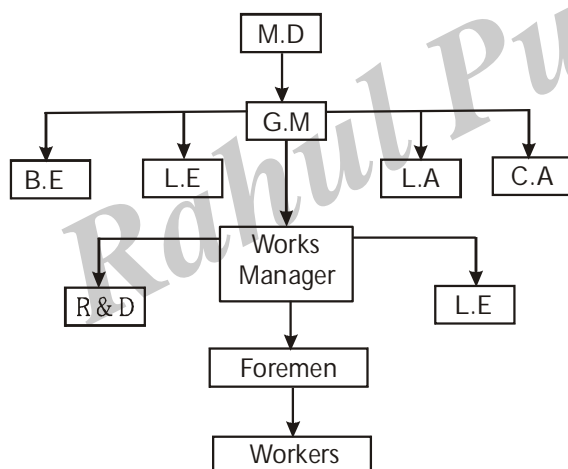 M.D
G.M
B.E
L.E
L.A
C.A
Works
Manager
R & D
L.E
Foremen
Workers
Rahul Pu